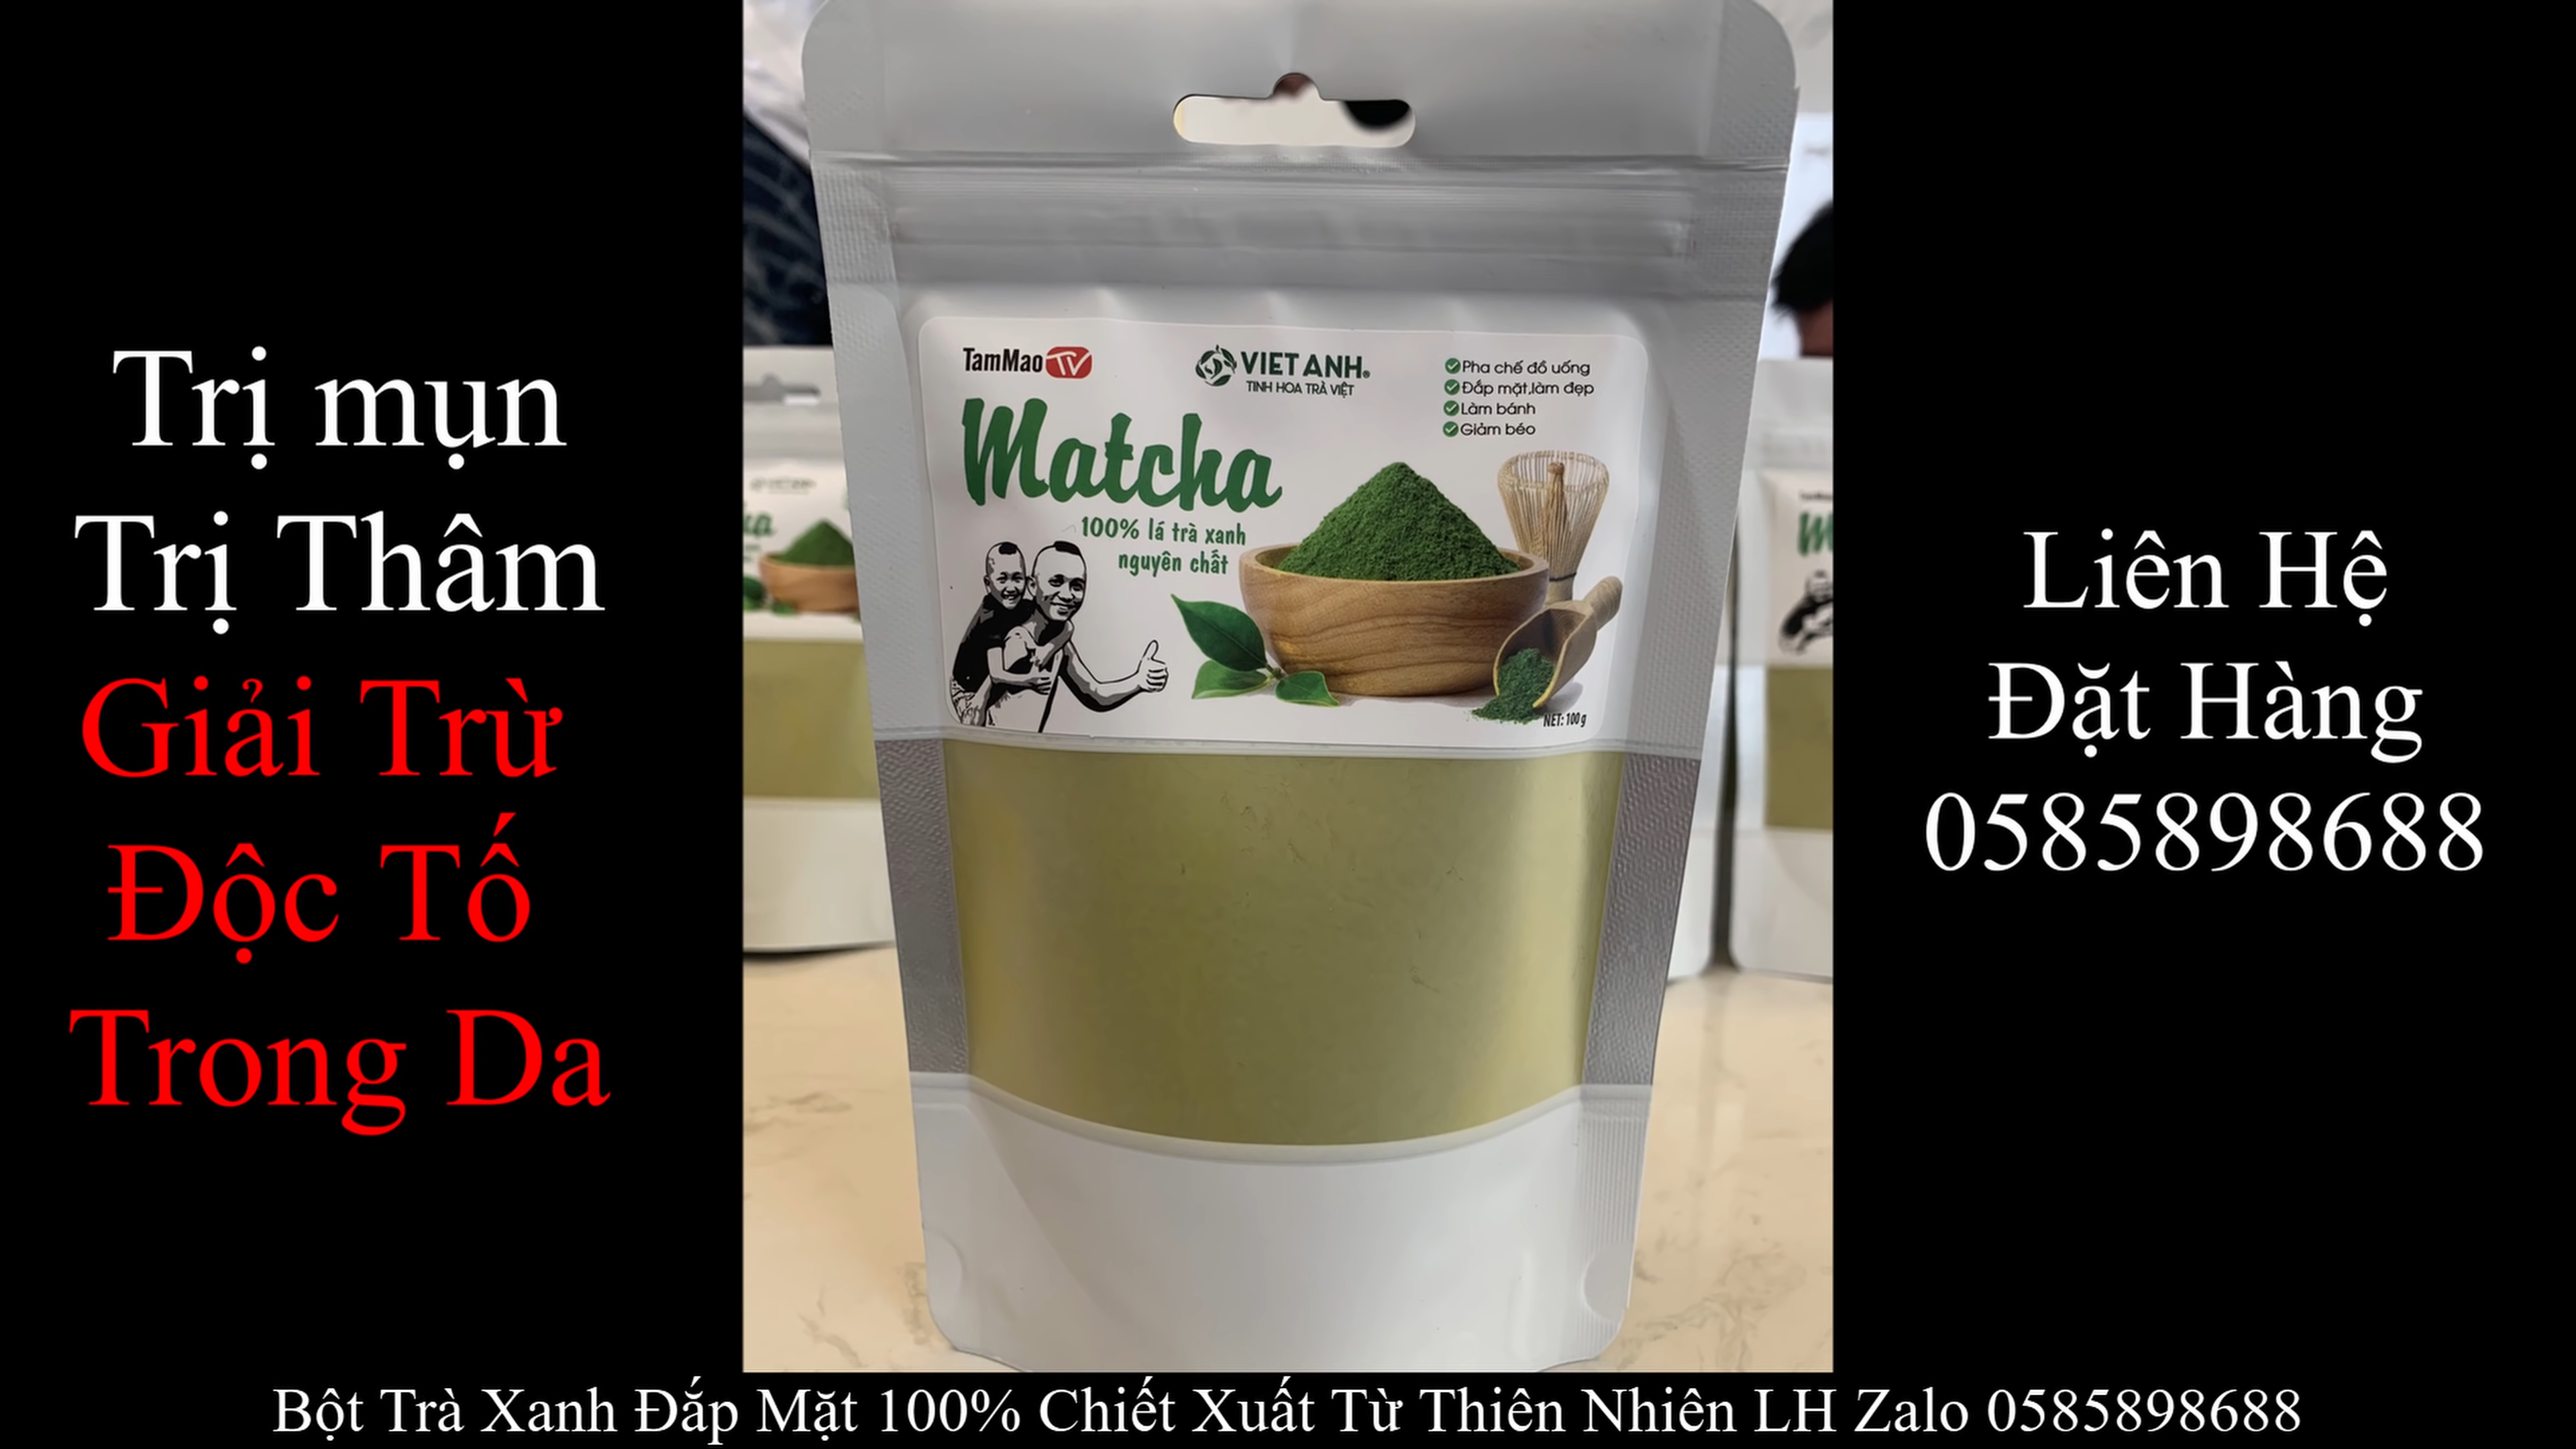 Trị mụn
Trị Thâm
Giải Trừ
Độc Tố
Trong Da
TamMao TV
VIET ANH®
TINH HOA TRÀ VIỆT
Pha chế đồ uống
Đắp mặt,làm đẹp
Làm bánh
Giảm béo
Matcha
100% lá trà xanh
nguyên chất
NET: 100 g
Liên Hệ
Đặt Hàng
0585898688
Bột Trà Xanh Đắp Mặt 100% Chiết Xuất Từ Thiên Nhiên LH Zalo 0585898688